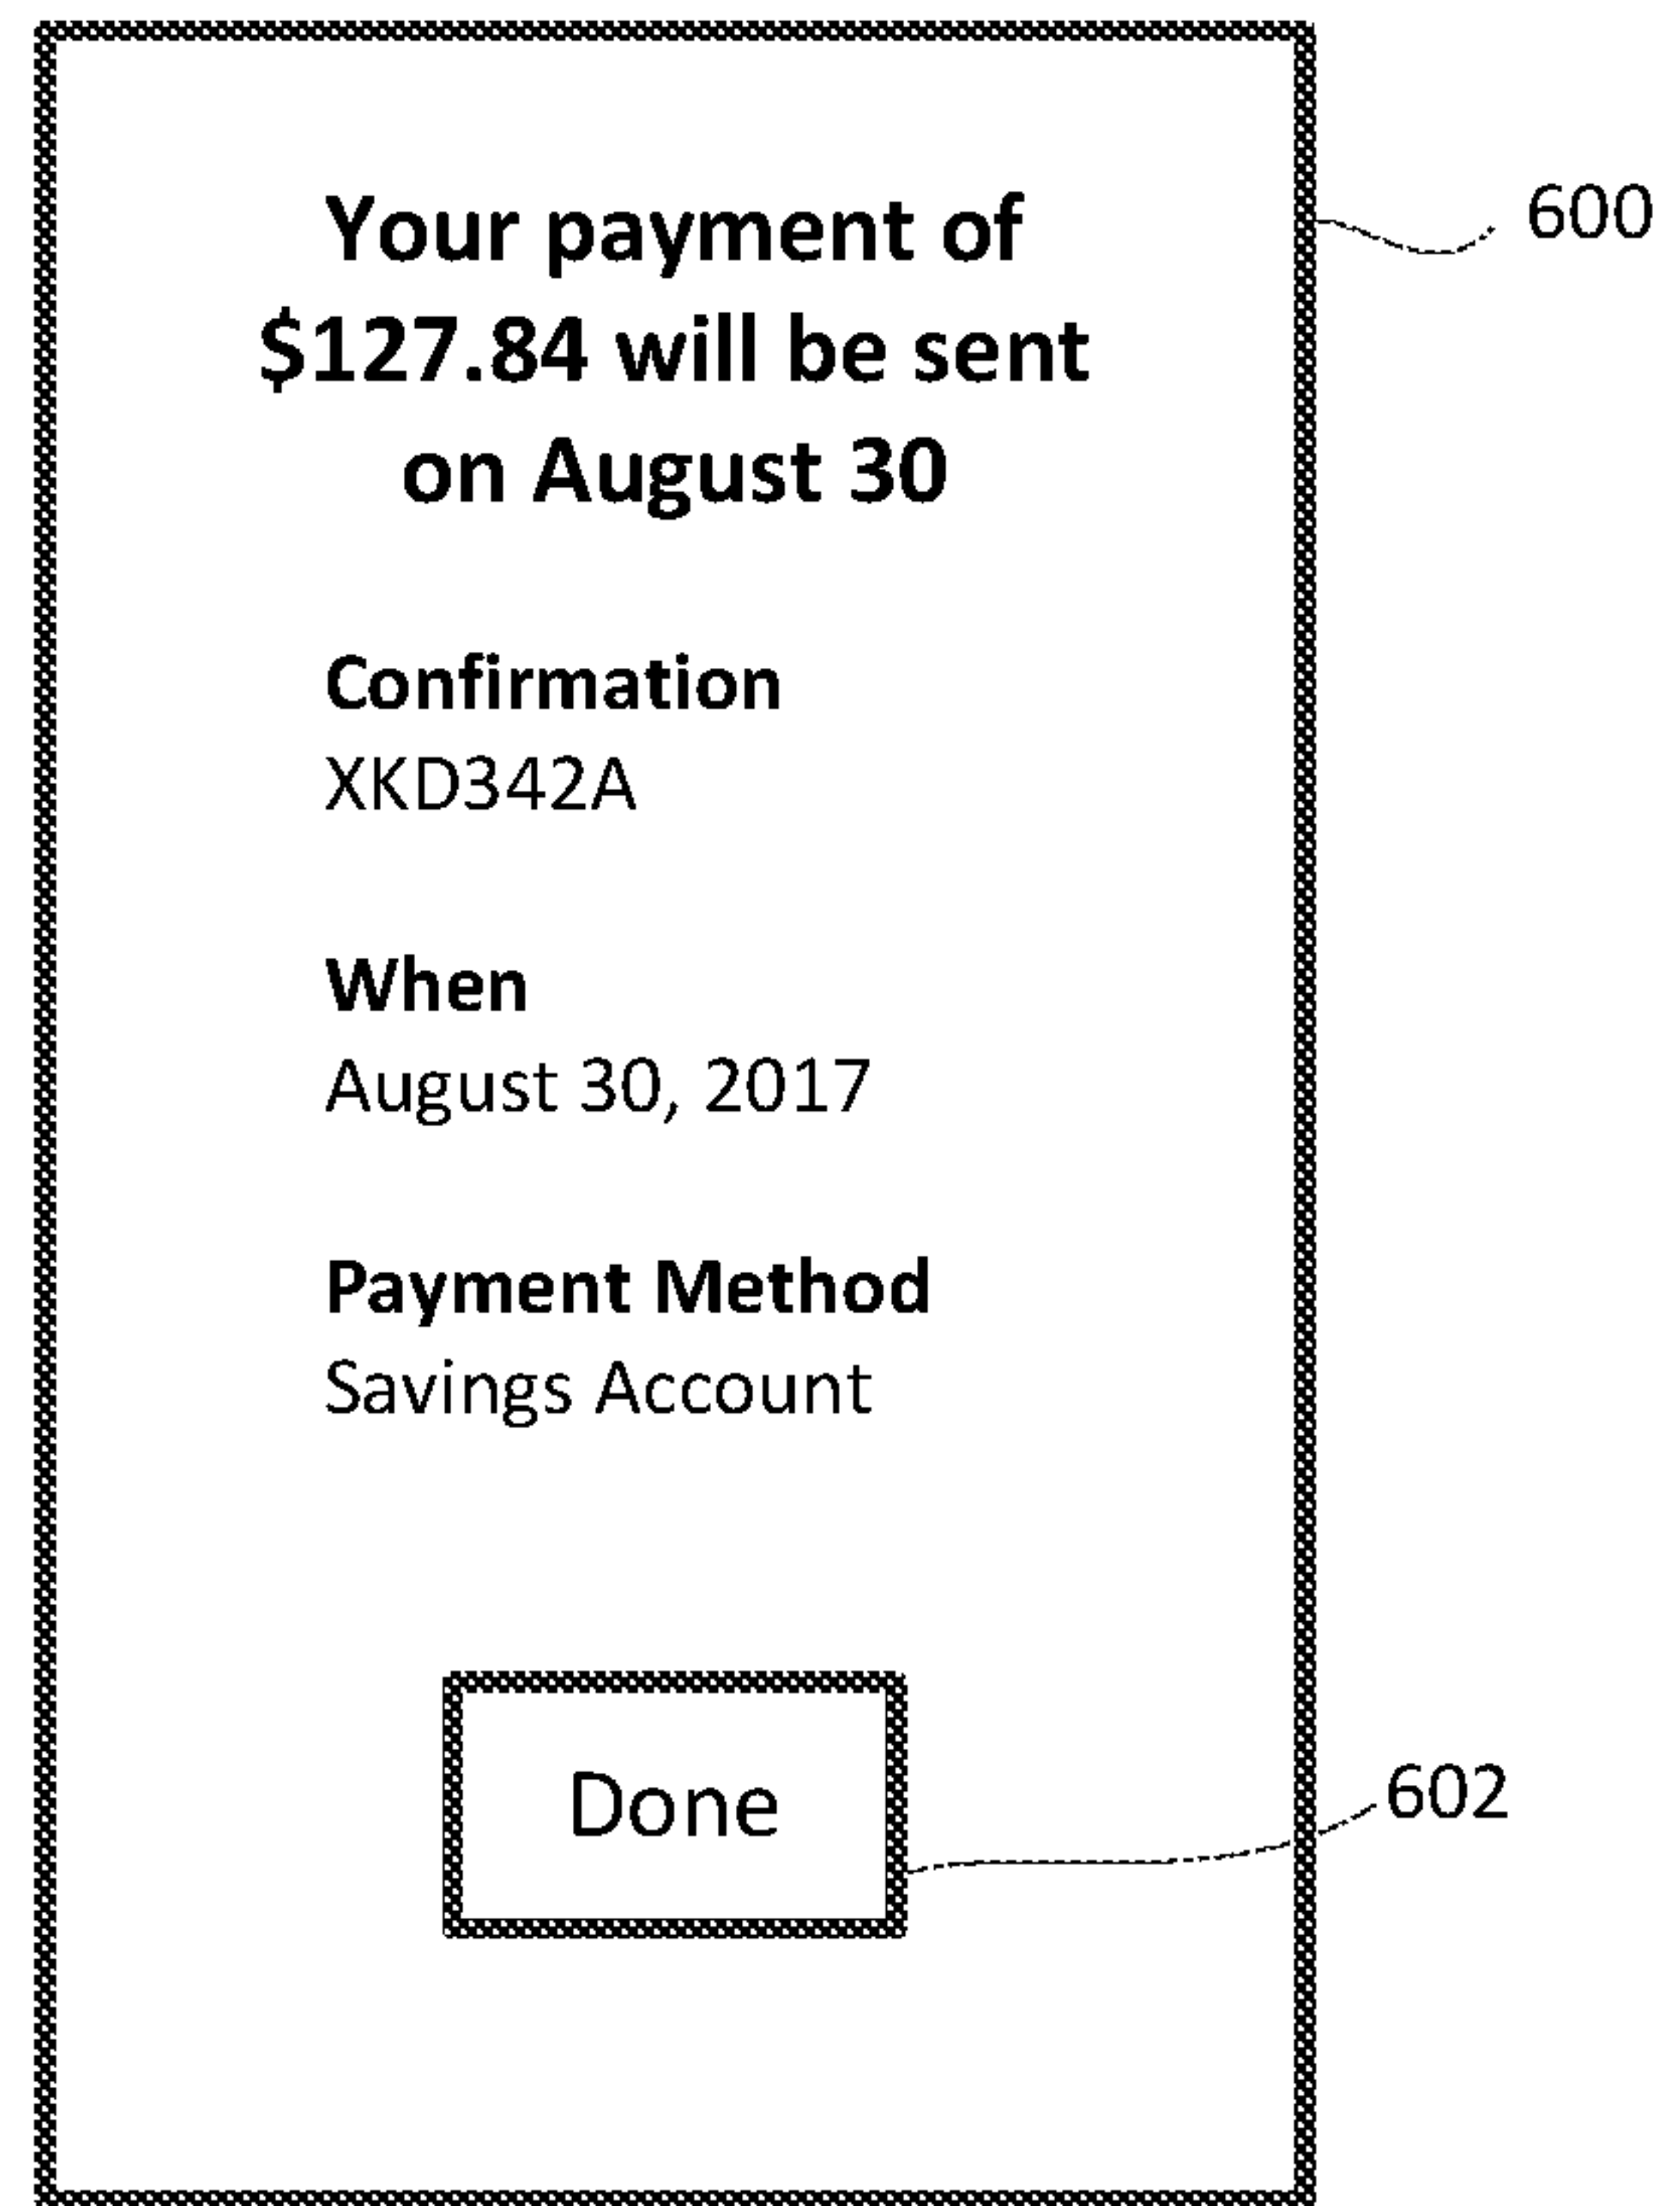 Your payment of
$127.84 will be sent
on August 30
600
Confirmation
XKD342A
When
August 30, 2017
Payment Method
Savings Account
Done
602